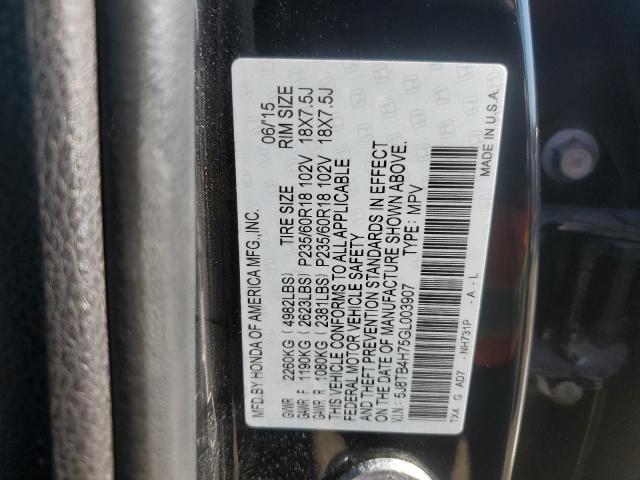 MFD.BY HONDA OF AMERICA MFG.,INC. 06/15
TIRE SIZE RIM SIZE
GVWR 2260KG ( 4982LBS)
GAWR F 1190KG ( 2623LBS) P235/60R18 102V 18X7.5J
GAWR R 1080KG ( 2381LBS) P235/60R18 102V 18X7.5J
THIS VEHICLE CONFORMS TO ALL APPLICABLE
FEDERAL MOTOR VEHICLE SAFETY
AND THEFT PREVENTION STANDARDS IN EFFECT
ON THE DATE OF MANUFACTURE SHOWN ABOVE.
V.I.N.: 5J8TB4H75GL003907 TYPE: MPV
TX4 G AD7 - NH731P - A - L
MADE IN U.S.A.